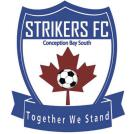 STRIKERS FC
Conception Bay South
Together We Stand